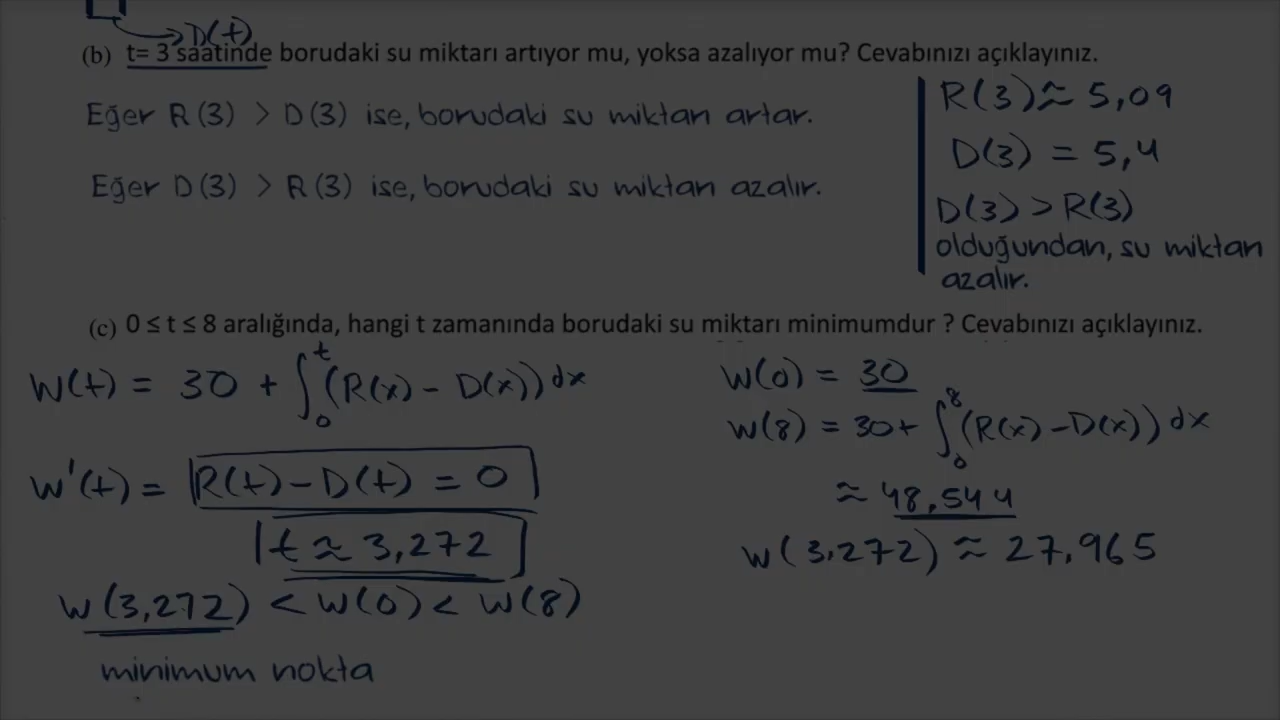 D(t)
(b) t= 3 saatinde borudaki su miktarı artıyor mu, yoksa azalıyor mu? Cevabınızı açıklayınız.
Eğer R(3) > D(3) ise, borudaki su miktarı artar.
Eğer D(3) > R(3) ise, borudaki su miktarı azalır.
R(3) ≈ 5,09
D(3) = 5,4
D(3) > R(3)
olduğundan, su miktarı
azalır.
(c) 0 ≤ t ≤ 8 aralığında, hangi t zamanında borudaki su miktarı minimumdur ? Cevabınızı açıklayınız.
W(t) = 30 + ∫₀ᵗ (R(x) - D(x)) dx
W'(t) = R(t) - D(t) = 0
t ≈ 3,272
W(3,272) < W(0) < W(8)
minimum nokta
W(0) = 30
W(8) = 30 + ∫₀⁸ (R(x) - D(x)) dx
≈ 48,544
W(3,272) ≈ 27,965